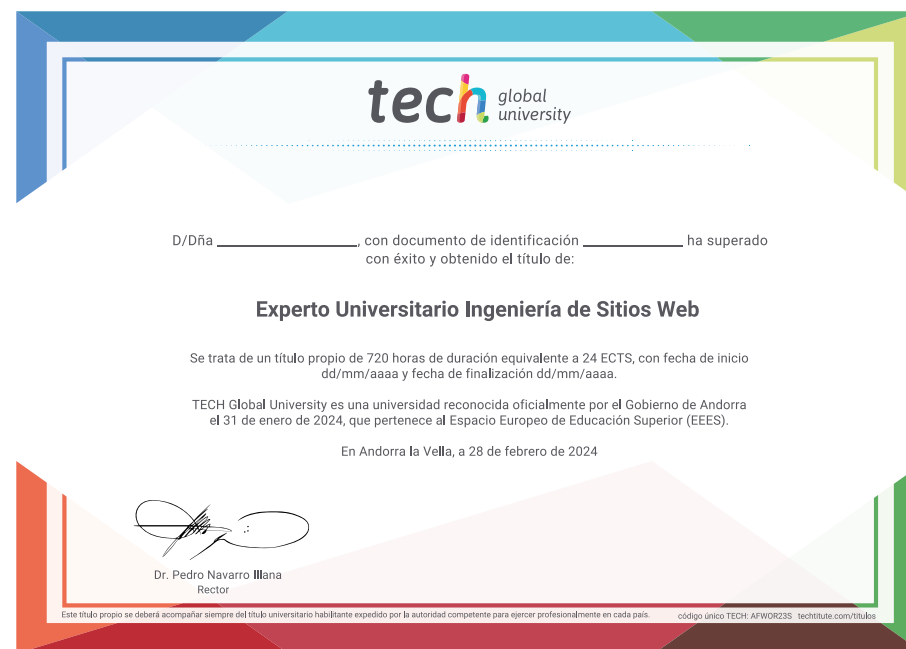 tech global university
D/Dña ____________________, con documento de identificación ______________ ha superado
con éxito y obtenido el título de:
Experto Universitario Ingeniería de Sitios Web
Se trata de un título propio de 720 horas de duración equivalente a 24 ECTS, con fecha de inicio
dd/mm/aaaa y fecha de finalización dd/mm/aaaa.
TECH Global University es una universidad reconocida oficialmente por el Gobierno de Andorra
el 31 de enero de 2024, que pertenece al Espacio Europeo de Educación Superior (EEES).
En Andorra la Vella, a 28 de febrero de 2024
Dr. Pedro Navarro Illana
Rector
Este título propio se deberá acompañar siempre del título universitario habilitante expedido por la autoridad competente para ejercer profesionalmente en cada país.
código único TECH: AFWOR23S techtitute.com/titulos